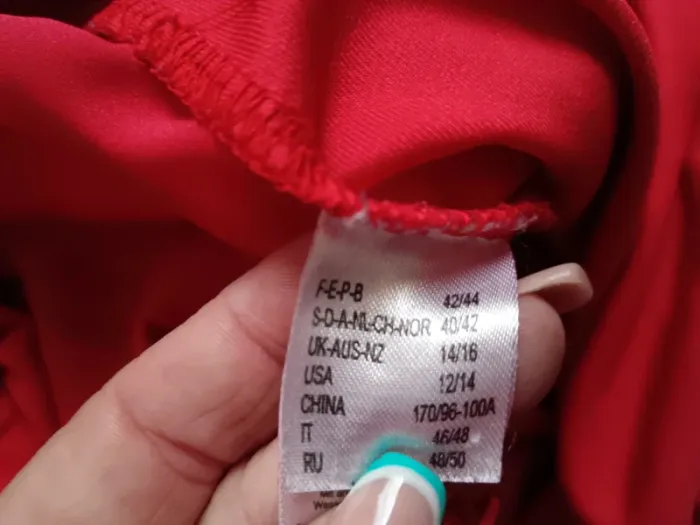 F-E-P-B 42/44
S-D-A-NL-CH-NOR 40/42
UK-AUS-NZ 14/16
USA 12/14
CHINA 170/96-100A
IT 46/48
RU 48/50